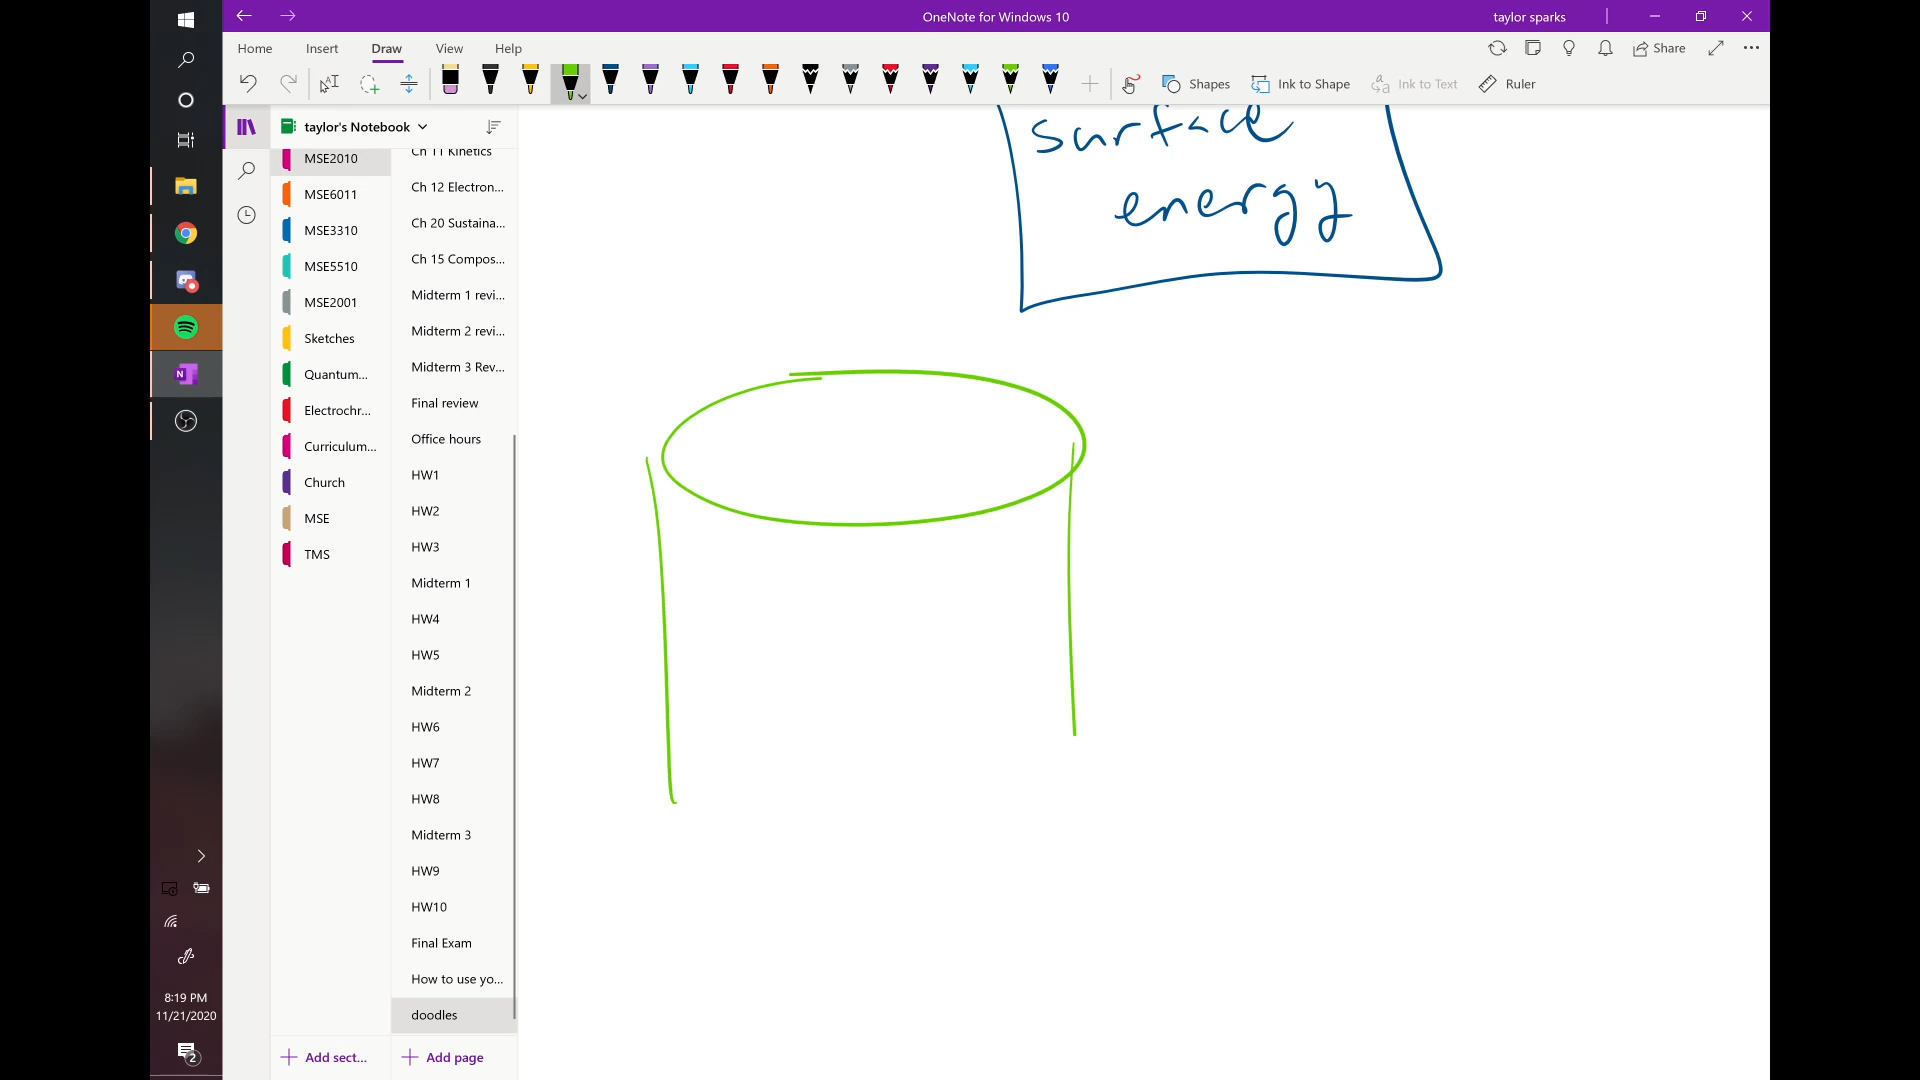 OneNote for Windows 10
taylor sparks
Home Insert Draw View Help
Share
Shapes
Ink to Shape
Ink to Text
Ruler
taylor's Notebook
MSE2010
MSE6011
MSE3310
MSE5510
MSE2001
Sketches
Quantum...
Electrochr...
Curriculum...
Church
MSE
TMS
Add sect...
Ch 11 Kinetics
Ch 12 Electron...
Ch 20 Sustaina...
Ch 15 Compos...
Midterm 1 revi...
Midterm 2 revi...
Midterm 3 Rev...
Final review
Office hours
HW1
HW2
HW3
Midterm 1
HW4
HW5
Midterm 2
HW6
HW7
HW8
Midterm 3
HW9
HW10
Final Exam
How to use yo...
doodles
Add page
surface
energy
8:19 PM
11/21/2020
2